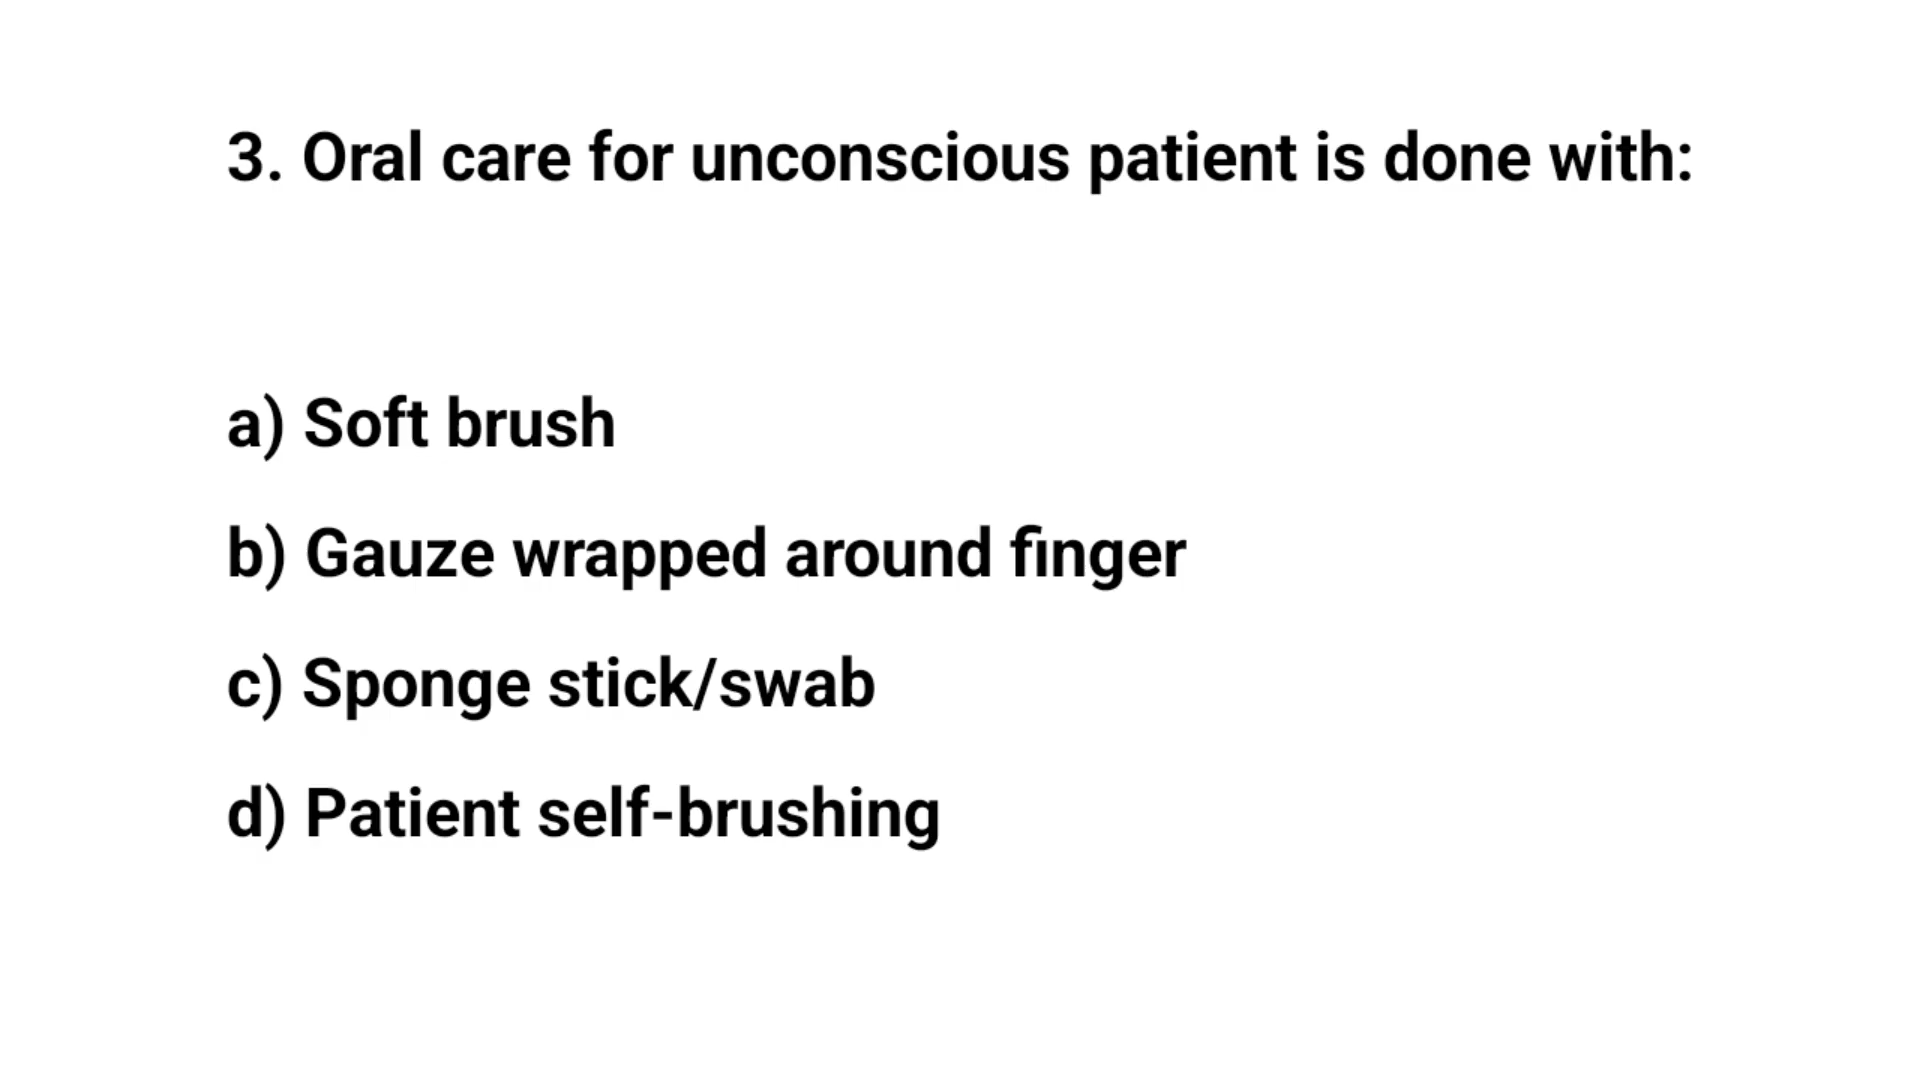 3. Oral care for unconscious patient is done with:
a) Soft brush
b) Gauze wrapped around finger
c) Sponge stick/swab
d) Patient self-brushing